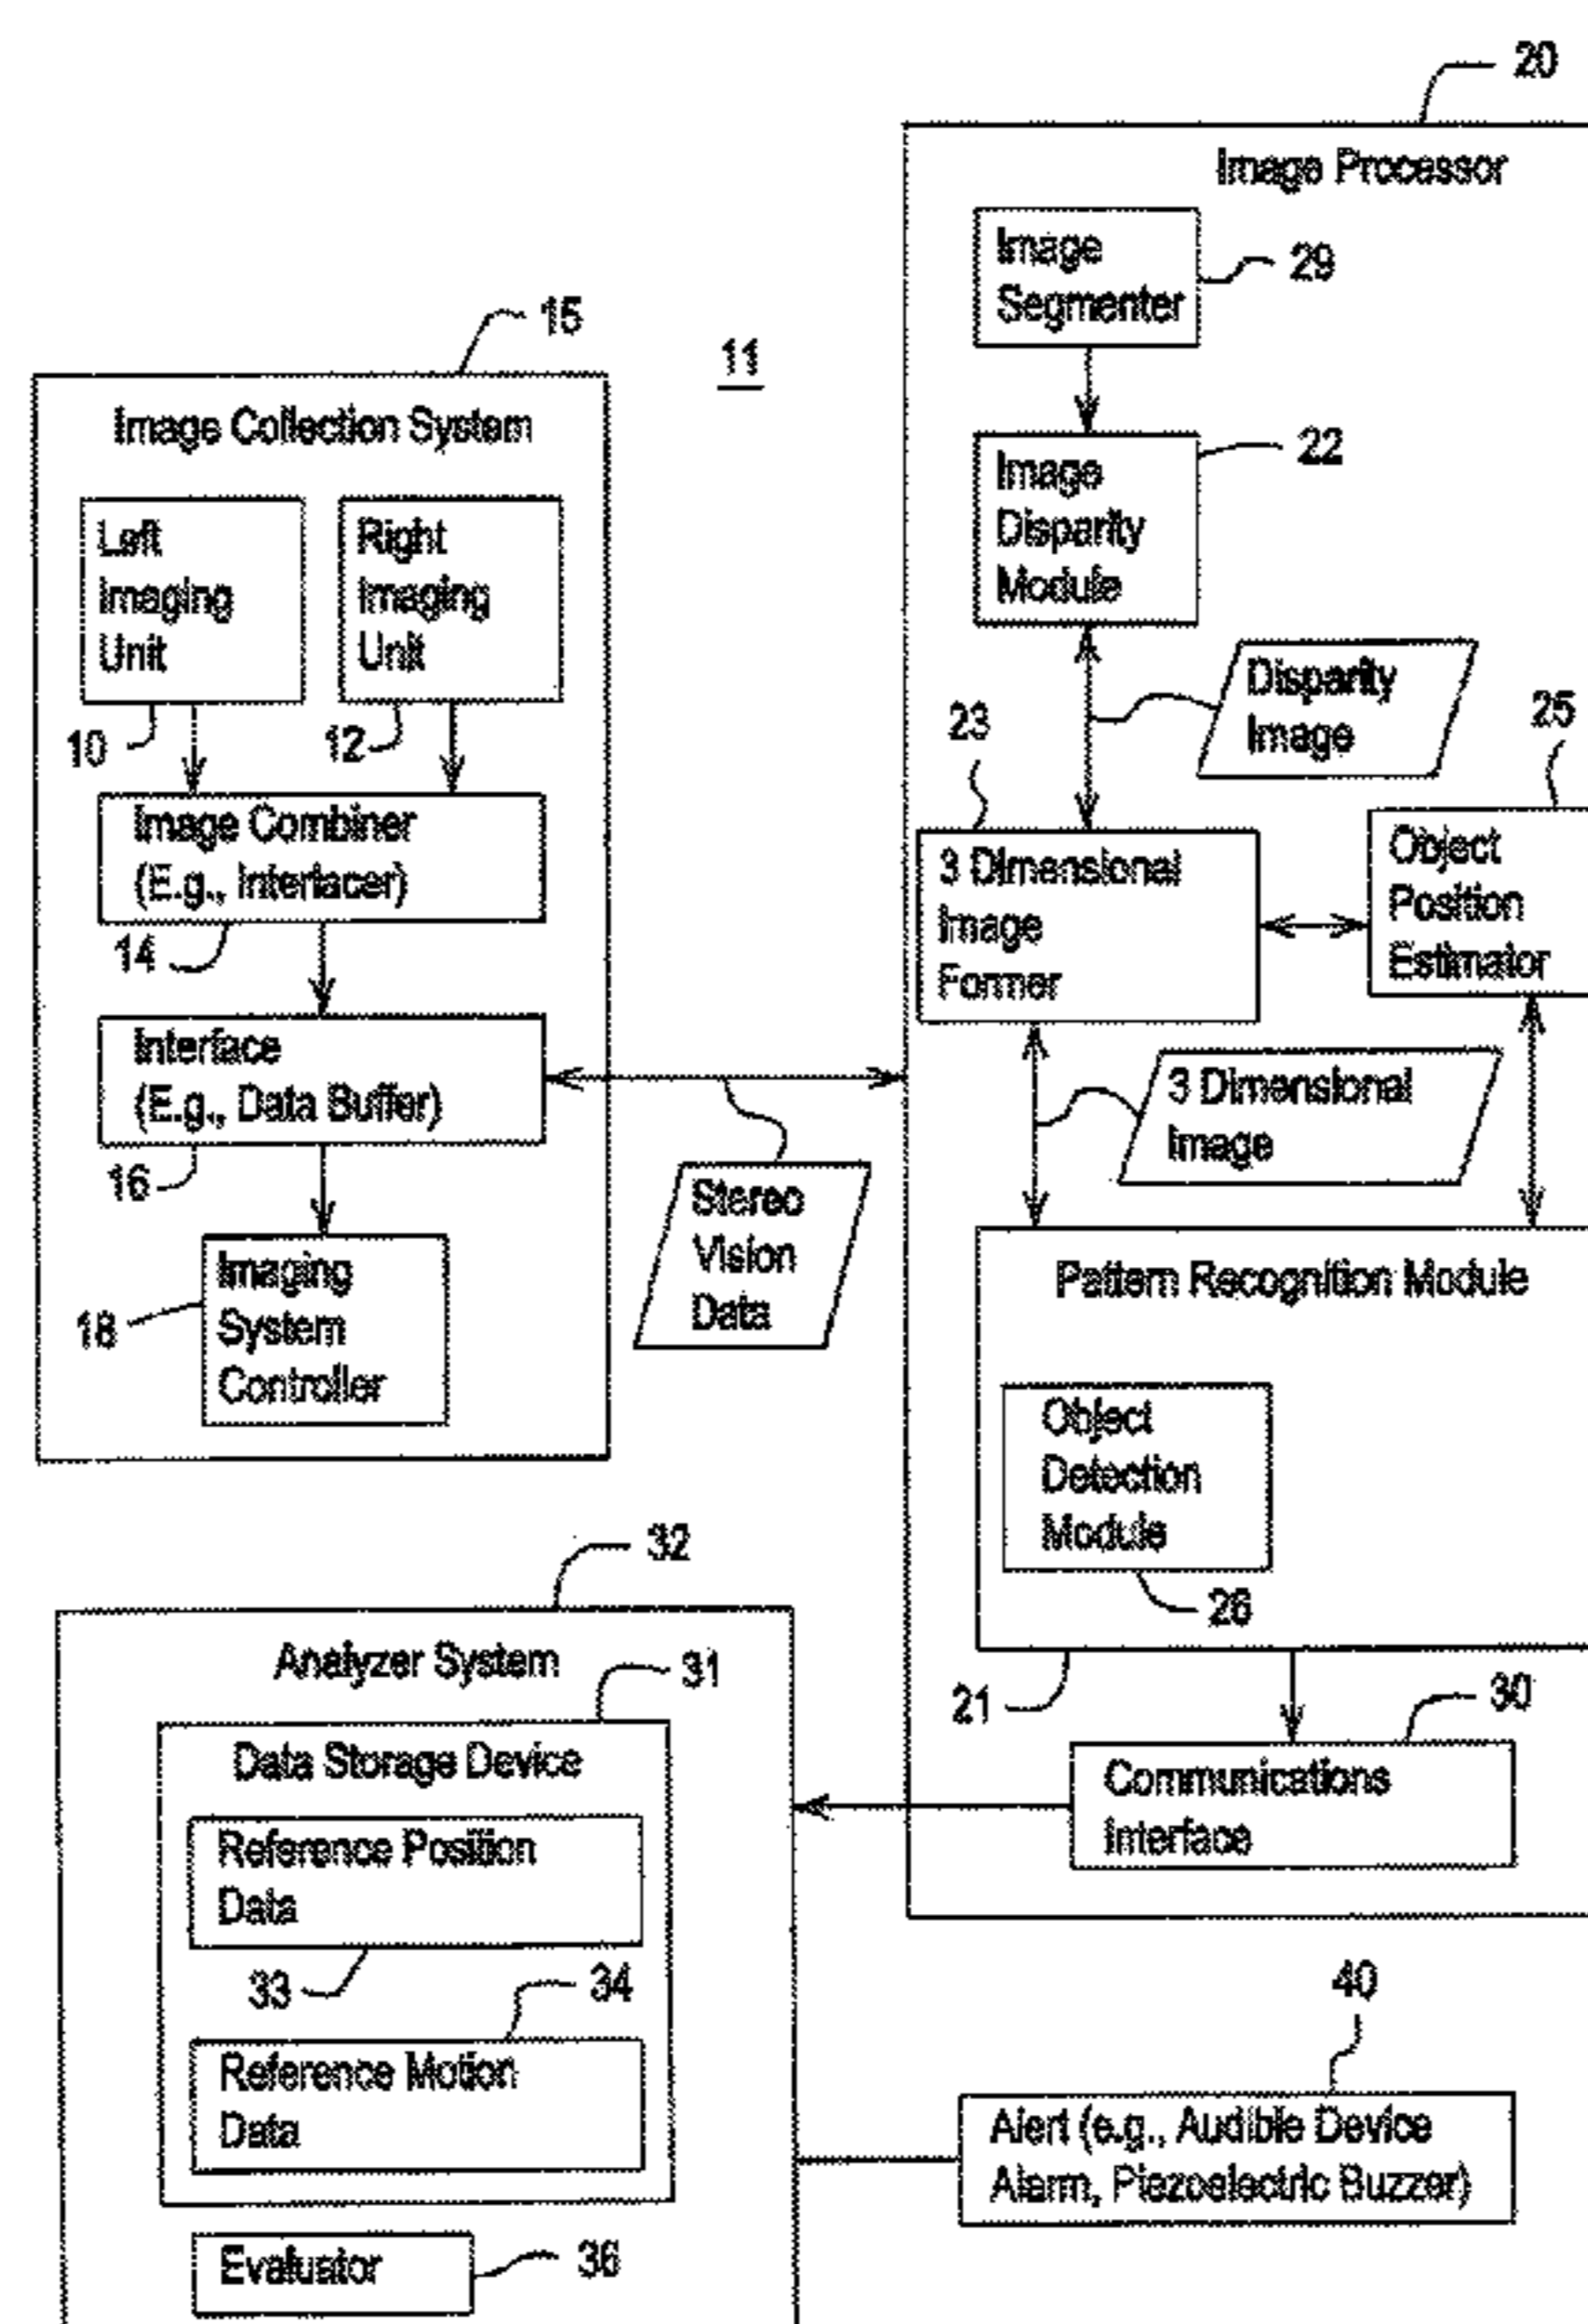 20
Image Processor
Image
Segmenter
29
15
11
Image Collection System
22
Image
Disparity
Module
Left
Imaging
Unit
Right
Imaging
Unit
10
12
Disparity
Image
23
25
Image Combiner
(E.g., Interlacer)
14
3 Dimensional
Image
Former
Object
Position
Estimator
Interface
(E.g., Data Buffer)
16
3 Dimensional
Image
Stereo
Vision
Data
Imaging
System
Controller
18
Pattern Recognition Module
Object
Detection
Module
26
21
32
Analyzer System
31
30
Data Storage Device
Communications
Interface
Reference Position
Data
33
34
40
Reference Motion
Data
Alert (e.g., Audible Device
Alarm, Piezoelectric Buzzer)
Evaluator
36